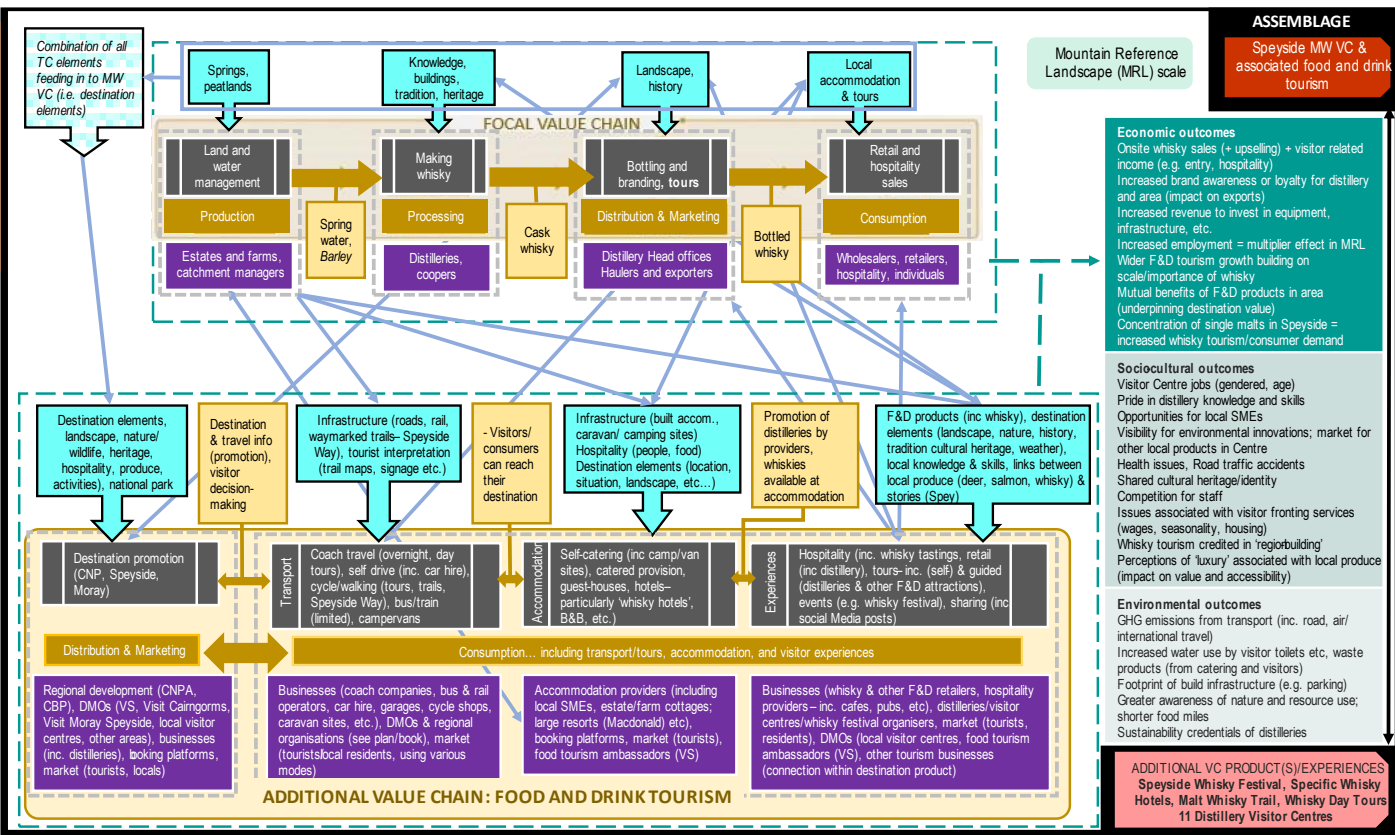 Combination of all
TC elements
feeding in to MW
VC (i.e. destination
elements)
Springs,
peatlands
Knowledge,
buildings,
tradition, heritage
Landscape,
history
Local
accommodation
& tours
Mountain Reference
Landscape (MRL) scale
ASSEMBLAGE
Speyside MW VC &
associated food and drink
tourism
FOCAL VALUE CHAIN
Land and
water
management
Making
whisky
Bottling and
branding, tours
Retail and
hospitality
sales
Production
Processing
Distribution & Marketing
Consumption
Spring
water,
Barley
Cask
whisky
Bottled
whisky
Estates and farms,
catchment managers
Distilleries,
coopers
Distillery Head offices
Haulers and exporters
Wholesalers, retailers,
hospitality, individuals
Economic outcomes
Onsite whisky sales (+ upselling) + visitor related
income (e.g. entry, hospitality)
Increased brand awareness or loyalty for distillery
and area (impact on exports)
Increased revenue to invest in equipment,
infrastructure, etc.
Increased employment = multiplier effect in MRL
Wider F&D tourism growth building on
scale/importance of whisky
Mutual benefits of F&D products in area
(underpinning destination value)
Concentration of single malts in Speyside =
increased whisky tourism/consumer demand
Sociocultural outcomes
Visitor Centre jobs (gendered, age)
Pride in distillery knowledge and skills
Opportunities for local SMEs
Visibility for environmental innovations; market for
other local products in Centre
Health issues, Road traffic accidents
Shared cultural heritage/identity
Competition for staff
Issues associated with visitor fronting services
(wages, seasonality, housing)
Whisky tourism credited in 'region-building'
Perceptions of 'luxury' associated with local produce
(impact on value and accessibility)
Environmental outcomes
GHG emissions from transport (inc. road, air/
international travel)
Increased water use by visitor toilets etc, waste
products (from catering and visitors)
Footprint of build infrastructure (e.g. parking)
Greater awareness of nature and resource use;
shorter food miles
Sustainability credentials of distilleries
ADDITIONAL VC PRODUCT(S)/EXPERIENCES
Speyside Whisky Festival, Specific Whisky
Hotels, Malt Whisky Trail, Whisky Day Tours
11 Distillery Visitor Centres
Destination elements,
landscape, nature/
wildlife, heritage,
hospitality, produce,
activities), national park
Destination
& travel info
(promotion),
visitor
decision-
making
Infrastructure (roads, rail,
waymarked trails– Speyside
Way), tourist interpretation
(trail maps, signage etc.)
- Visitors/
consumers
can reach
their
destination
Infrastructure (built accom.,
caravan/ camping sites)
Hospitality (people, food)
Destination elements (location,
situation, landscape, etc…)
Promotion of
distilleries by
providers,
whiskies
available at
accommodation
F&D products (inc whisky), destination
elements (landscape, nature, history,
tradition cultural heritage, weather),
local knowledge & skills, links between
local produce (deer, salmon, whisky) &
stories (Spey)
Destination promotion
(CNP, Speyside,
Moray)
Transport
Coach travel (overnight, day
tours), self drive (inc. car hire),
cycle/walking (tours, trails,
Speyside Way), bus/train
(limited), campervans
Accommodation
Self-catering (inc camp/van
sites), catered provision,
guest-houses, hotels–
particularly 'whisky hotels',
B&B, etc.)
Experiences
Hospitality (inc. whisky tastings, retail
(inc distillery), tours- inc. (self) & guided
(distilleries & other F&D attractions),
events (e.g. whisky festival), sharing (inc
social Media posts)
Distribution & Marketing
Consumption… including transport/tours, accommodation, and visitor experiences
Regional development (CNPA,
CBP), DMOs (VS, Visit Cairngorms,
Visit Moray Speyside, local visitor
centres, other areas), businesses
(inc. distilleries), booking platforms,
market (tourists, locals)
Businesses (coach companies, bus & rail
operators, car hire, garages, cycle shops,
caravan sites, etc.), DMOs & regional
organisations (see plan/book), market
(tourists/local residents, using various
modes)
Accommodation providers (including
local SMEs, estate/farm cottages;
large resorts (Macdonald) etc),
booking platforms, market (tourists),
food tourism ambassadors (VS)
Businesses (whisky & other F&D retailers, hospitality
providers– inc. cafes, pubs, etc), distilleries/visitor
centres/whisky festival organisers, market (tourists,
residents), DMOs (local visitor centres, food tourism
ambassadors (VS), other tourism businesses
(connection within destination product)
ADDITIONAL VALUE CHAIN: FOOD AND DRINK TOURISM